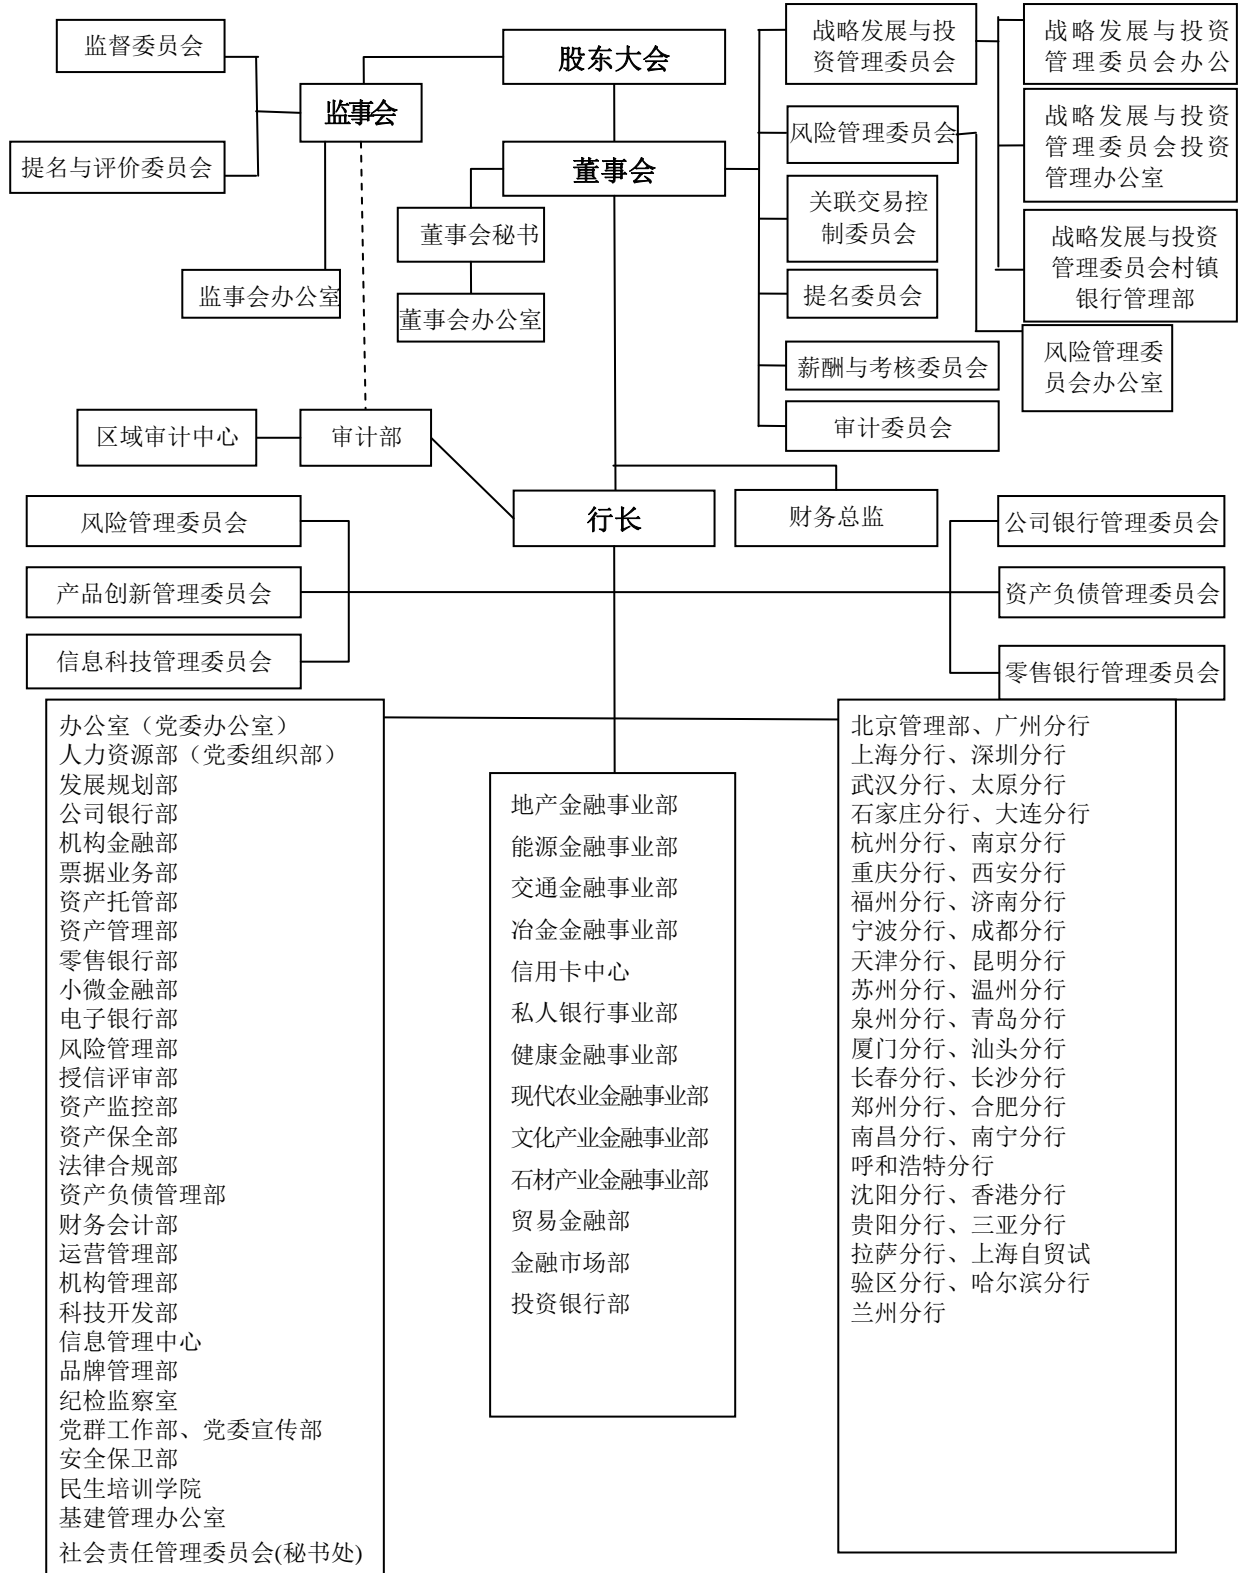 监督委员会
股东大会
监事会
提名与评价委员会
董事会
董事会秘书
监事会办公室
董事会办公室
战略发展与投
资管理委员会
风险管理委员会
关联交易控
制委员会
提名委员会
薪酬与考核委员会
审计委员会
战略发展与投资
管理委员会办公
战略发展与投资
管理委员会投资
管理办公室
战略发展与投资
管理委员会村镇
银行管理部
风险管理委
员会办公室
区域审计中心
审计部
行长
财务总监
风险管理委员会
产品创新管理委员会
信息科技管理委员会
公司银行管理委员会
资产负债管理委员会
零售银行管理委员会
办公室（党委办公室）
人力资源部（党委组织部）
发展规划部
公司银行部
机构金融部
票据业务部
资产托管部
资产管理部
零售银行部
小微金融部
电子银行部
风险管理部
授信评审部
资产监控部
资产保全部
法律合规部
资产负债管理部
财务会计部
运营管理部
机构管理部
科技开发部
信息管理中心
品牌管理部
纪检监察室
党群工作部、党委宣传部
安全保卫部
民生培训学院
基建管理办公室
社会责任管理委员会(秘书处)
地产金融事业部
能源金融事业部
交通金融事业部
冶金金融事业部
信用卡中心
私人银行事业部
健康金融事业部
现代农业金融事业部
文化产业金融事业部
石材产业金融事业部
贸易金融部
金融市场部
投资银行部
北京管理部、广州分行
上海分行、深圳分行
武汉分行、太原分行
石家庄分行、大连分行
杭州分行、南京分行
重庆分行、西安分行
福州分行、济南分行
宁波分行、成都分行
天津分行、昆明分行
苏州分行、温州分行
泉州分行、青岛分行
厦门分行、汕头分行
长春分行、长沙分行
郑州分行、合肥分行
南昌分行、南宁分行
呼和浩特分行
沈阳分行、香港分行
贵阳分行、三亚分行
拉萨分行、上海自贸试
验区分行、哈尔滨分行
兰州分行